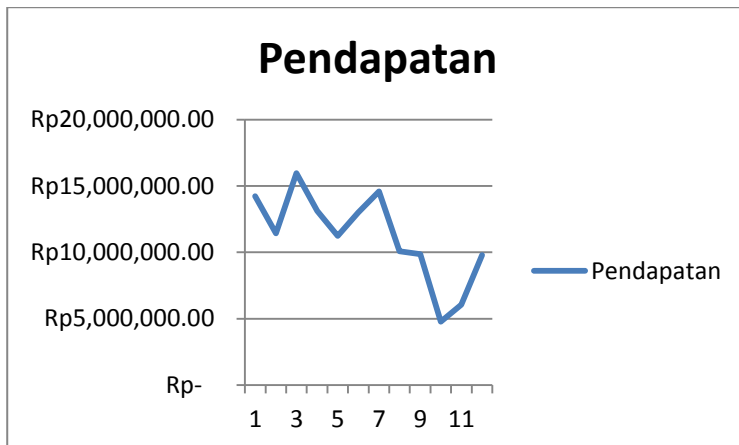 Pendapatan
Rp20,000,000.00
Rp15,000,000.00
Rp10,000,000.00
Rp5,000,000.00
Rp-
1 3 5 7 9 11
Pendapatan